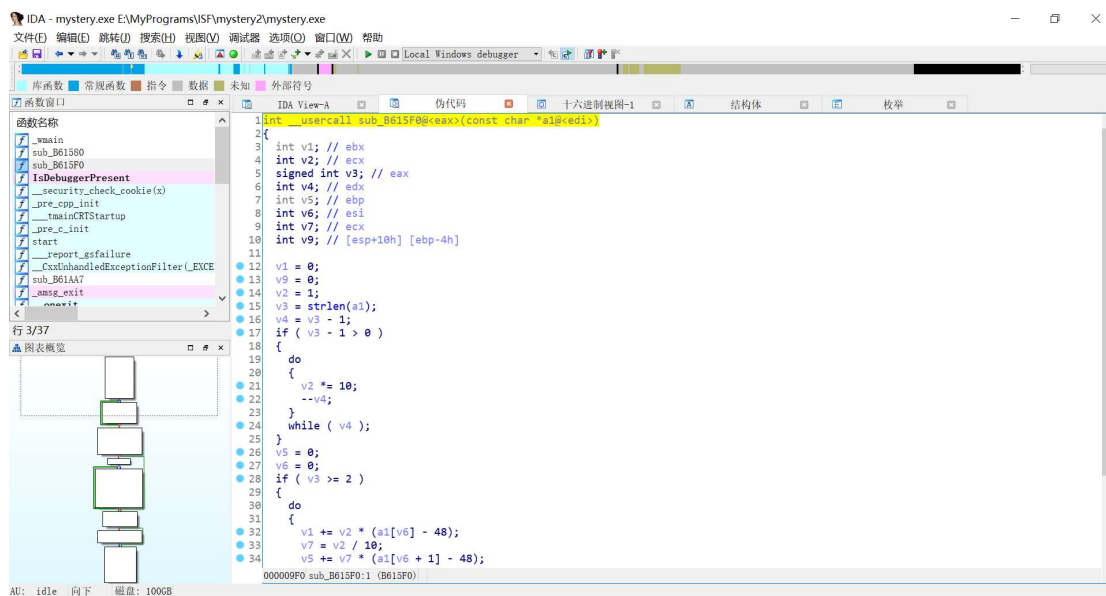 IDA - mystery.exe E:\MyPrograms\ISF\mystery2\mystery.exe
文件(F) 编辑(E) 跳转(J) 搜索(H) 视图(V) 调试器 选项(O) 窗口(W) 帮助
Local Windows debugger
库函数 常规函数 指令 数据 未知 外部符号
函数窗口
IDA View-A 伪代码 十六进制视图-1 结构体 枚举
函数名称
_wmain
sub_B61580
sub_B615F0
IsDebuggerPresent
__security_check_cookie(x)
_pre_cpp_init
___tmainCRTStartup
_pre_c_init
start
___report_gsfailure
__CxxUnhandledExceptionFilter(_EXCE
sub_B61AA7
_amsg_exit
行 3/37
图表概览
1 int __usercall sub_B615F0@<eax>(const char *a1@<edi>)
2 {
3 int v1; // ebx
4 int v2; // ecx
5 signed int v3; // eax
6 int v4; // edx
7 int v5; // ebp
8 int v6; // esi
9 int v7; // ecx
10 int v9; // [esp+10h] [ebp-4h]
11
12 v1 = 0;
13 v9 = 0;
14 v2 = 1;
15 v3 = strlen(a1);
16 v4 = v3 - 1;
17 if ( v3 - 1 > 0 )
18 {
19 do
20 {
21 v2 *= 10;
22 --v4;
23 }
24 while ( v4 );
25 }
26 v5 = 0;
27 v6 = 0;
28 if ( v3 >= 2 )
29 {
30 do
31 {
32 v1 += v2 * (a1[v6] - 48);
33 v7 = v2 / 10;
34 v5 += v7 * (a1[v6 + 1] - 48);
000009F0 sub_B615F0:1 (B615F0)
AU: idle 向下 磁盘: 100GB